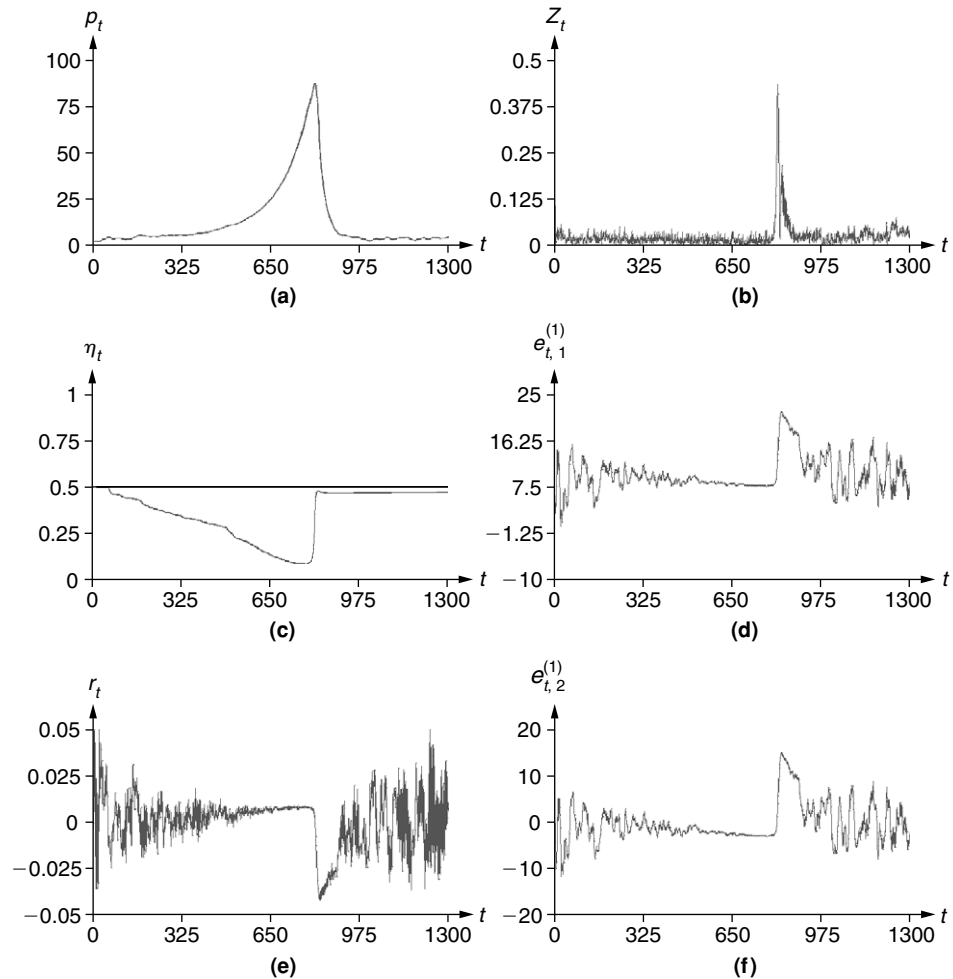 p_t
100
75
50
25
0
0 325 650 975 1300 t
(a)
Z_t
0.5
0.375
0.25
0.125
0
0 325 650 975 1300 t
(b)
η_t
1
0.75
0.5
0.25
0
0 325 650 975 1300 t
(c)
e_{t, 1}^{(1)}
25
16.25
7.5
−1.25
−10
0 325 650 975 1300 t
(d)
r_t
0.05
0.025
0
−0.025
−0.05
0 325 650 975 1300 t
(e)
e_{t, 2}^{(1)}
20
10
0
−10
−20
0 325 650 975 1300 t
(f)